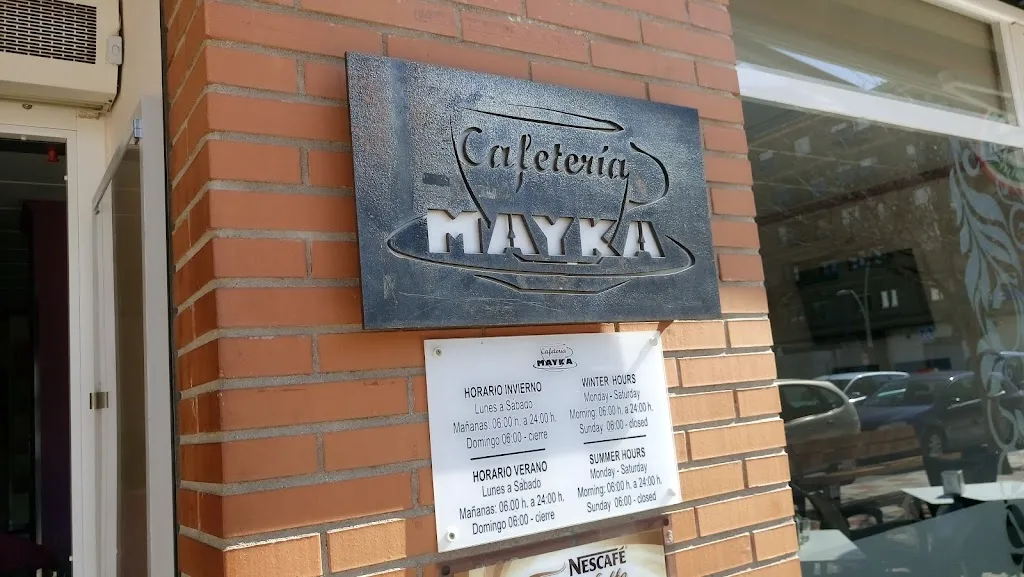 Cafetería
MAYKA
Cafetería
MAYKA
HORARIO INVIERNO
Lunes a Sabado
Mañanas: 06.00 h. a 24:00 h.
Domingo 06:00 - cierre
HORARIO VERANO
Lunes a Sábado
Mañanas: 06.00 h. a 24:00 h.
Domingo 06:00 - cierre
WINTER HOURS
Monday - Saturday
Morning: 06.00 h. a 24:00 h.
Sunday 06:00 - closed
SUMMER HOURS
Monday - Saturday
Morning: 06.00 h. a 24:00 h.
Sunday 06:00 - closed
NESCAFÉ